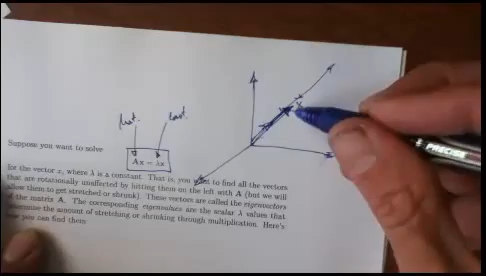 Mat. const.
Suppose you want to solve
Ax = λx
x
for the vector x, where λ is a constant. That is, you want to find all the vectors
that are rotationally unaffected by hitting them on the left with A (but we will
allow them to get stretched or shrunk). These vectors are called the eigenvectors
of the matrix A. The corresponding eigenvalues are the scalar λ values that
determine the amount of stretching or shrinking through multiplication. Here's
how you can find them
PRECISE